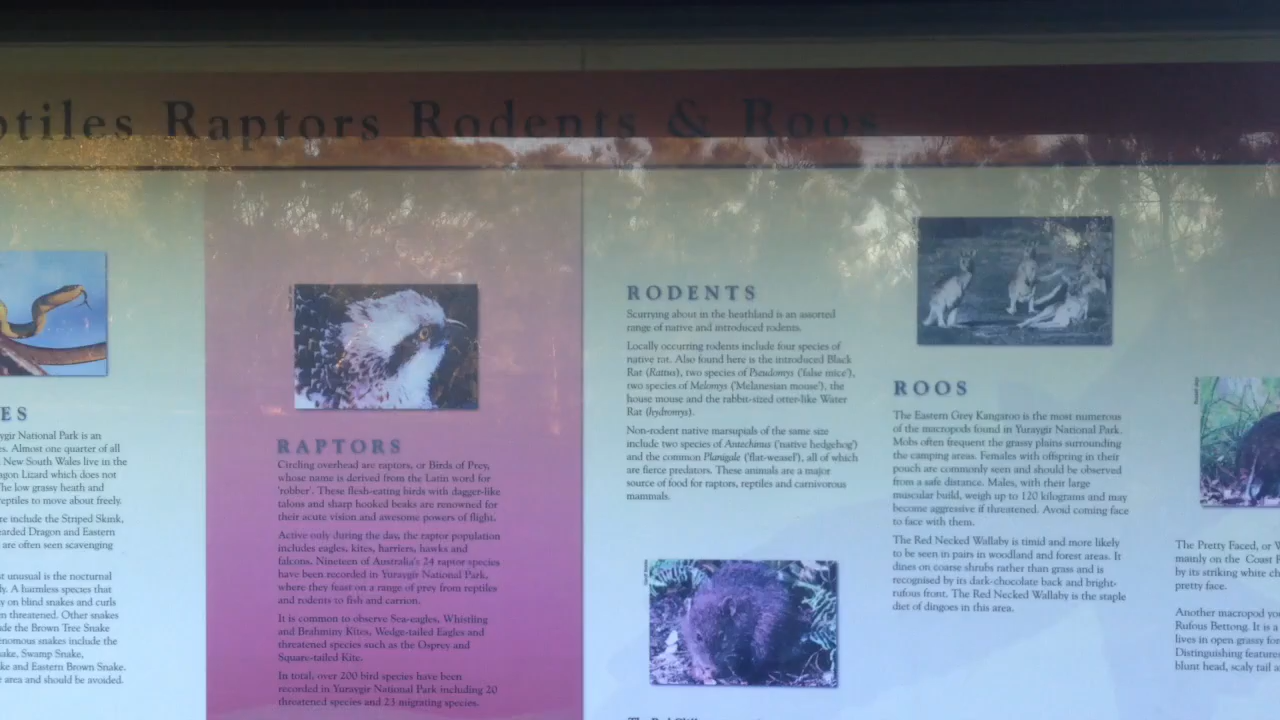 ptiles Raptors Rodents & Roos
ES
ygir National Park is an
es. Almost one quarter of all
New South Wales live in the
agon Lizard which does not
The low grassy heath and
reptiles to move about freely.
re include the Striped Skink,
earded Dragon and Eastern
are often seen scavenging
t unusual is the nocturnal
ly. A harmless species that
y on blind snakes and curls
n threatened. Other snakes
ude the Brown Tree Snake
enomous snakes include the
ake, Swamp Snake,
ke and Eastern Brown Snake.
e area and should be avoided.
RAPTORS
Circling overhead are raptors, or Birds of Prey,
whose name is derived from the Latin word for
'robber'. These flesh-eating birds with dagger-like
talons and sharp hooked beaks are renowned for
their acute vision and awesome powers of flight.
Active only during the day, the raptor population
includes eagles, kites, harriers, hawks and
falcons. Nineteen of Australia's 24 raptor species
have been recorded in Yuraygir National Park,
where they feast on a range of prey from reptiles
and rodents to fish and carrion.
It is common to observe Sea-eagles, Whistling
and Brahminy Kites, Wedge-tailed Eagles and
threatened species such as the Osprey and
Square-tailed Kite.
In total, over 200 bird species have been
recorded in Yuraygir National Park including 20
threatened species and 23 migrating species.
RODENTS
Scurrying about in the heathland is an assorted
range of native and introduced rodents.
Locally occurring rodents include four species of
native rat. Also found here is the introduced Black
Rat (Rattus), two species of Pseudomys ('false mice'),
two species of Melomys ('Melanesian mouse'), the
house mouse and the rabbit-sized otter-like Water
Rat (hydromys).
Non-rodent native marsupials of the same size
include two species of Antechinus ('native hedgehog')
and the common Planigale ('flat-weasel'), all of which
are fierce predators. These animals are a major
source of food for raptors, reptiles and carnivorous
mammals.
ROOS
The Eastern Grey Kangaroo is the most numerous
of the macropods found in Yuraygir National Park.
Mobs often frequent the grassy plains surrounding
the camping areas. Females with offspring in their
pouch are commonly seen and should be observed
from a safe distance. Males, with their large
muscular build, weigh up to 120 kilograms and may
become aggressive if threatened. Avoid coming face
to face with them.
The Red Necked Wallaby is timid and more likely
to be seen in pairs in woodland and forest areas. It
dines on coarse shrubs rather than grass and is
recognised by its dark-chocolate back and bright-
rufous front. The Red Necked Wallaby is the staple
diet of dingoes in this area.
The Pretty Faced, or W
mainly on the Coast R
by its striking white ch
pretty face.
Another macropod you
Rufous Bettong. It is a
lives in open grassy for
Distinguishing feature
blunt head, scaly tail a